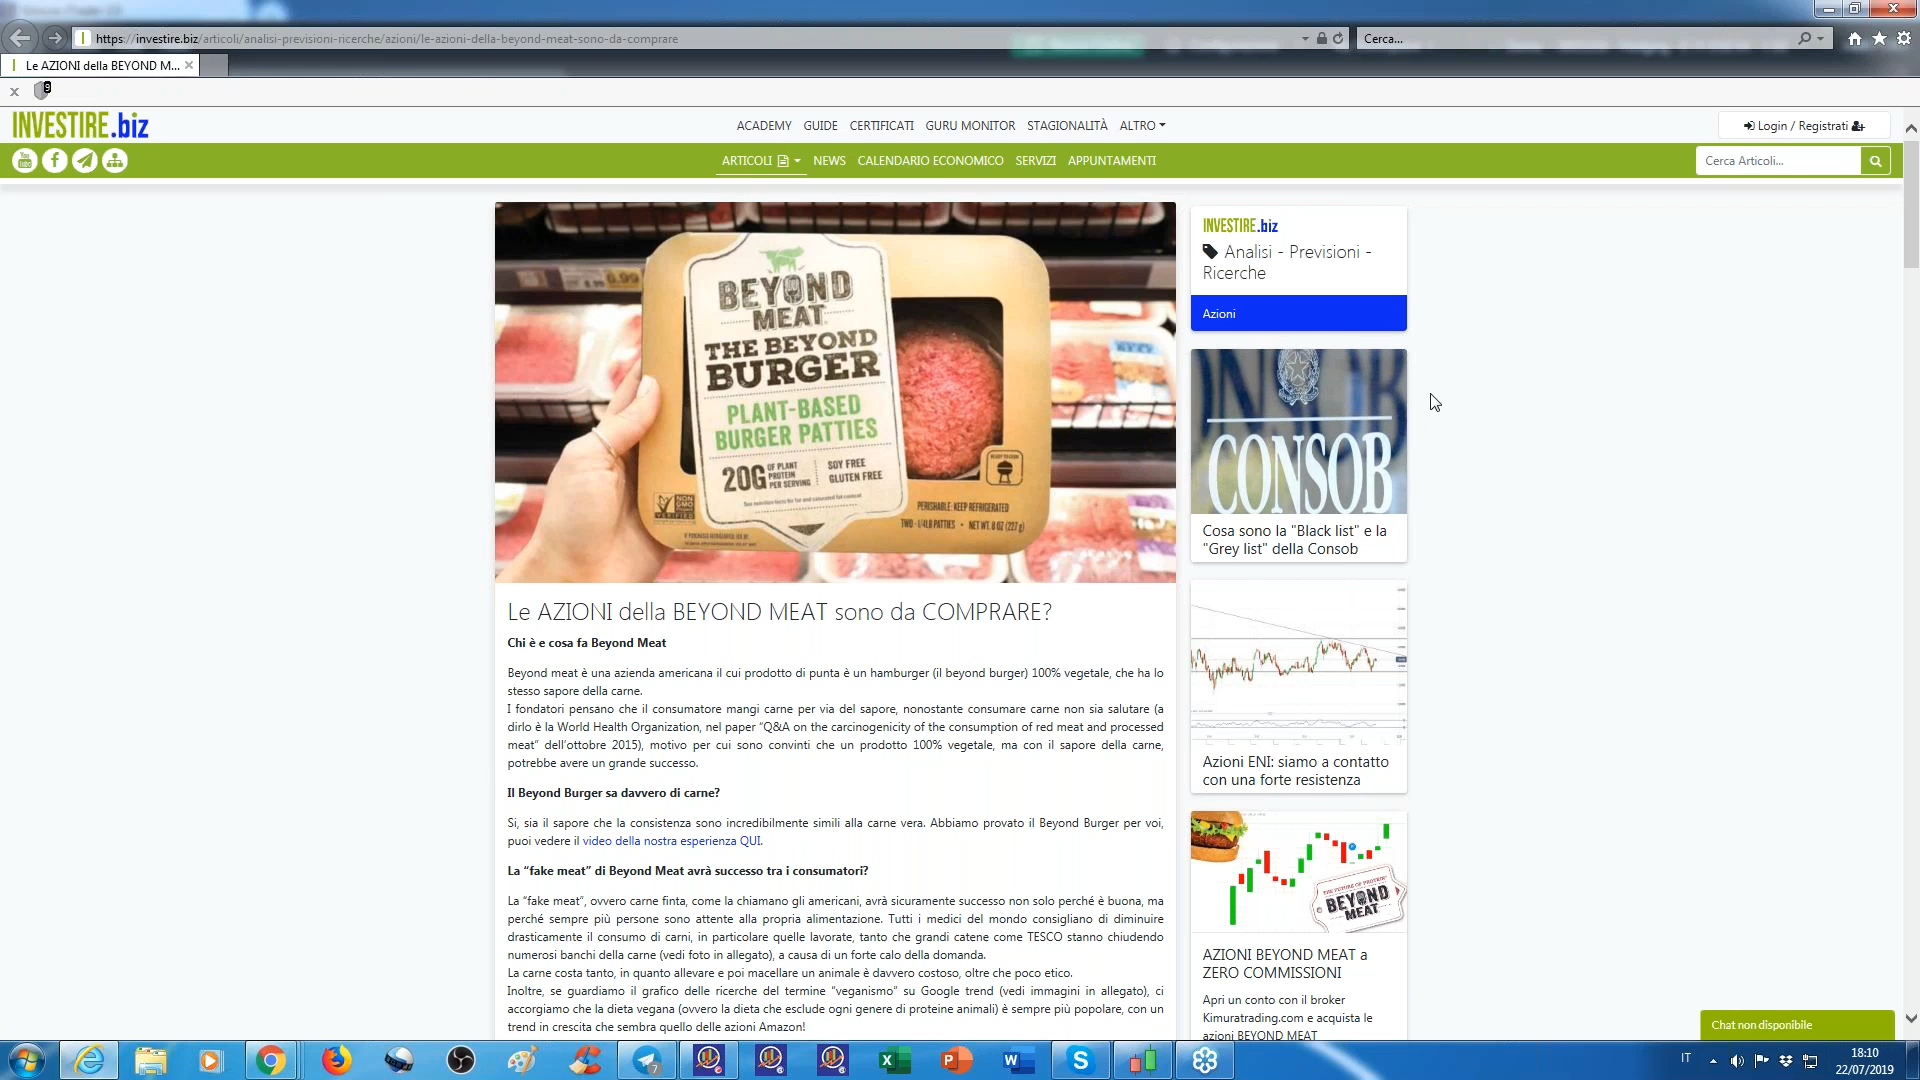 https://investire.biz/articoli/analisi-previsioni-ricerche/azioni/le-azioni-della-beyond-meat-sono-da-comprare
Cerca...
Le AZIONI della BEYOND M...
INVESTIRE.biz
ACADEMY GUIDE CERTIFICATI GURU MONITOR STAGIONALITÀ ALTRO
Login / Registrati
ARTICOLI NEWS CALENDARIO ECONOMICO SERVIZI APPUNTAMENTI
Cerca Articoli...
6.99
BEYOND
MEAT
THE BEYOND
BURGER
PLANT-BASED
BURGER PATTIES
20G OF PLANT PROTEIN PER SERVING
SOY FREE
GLUTEN FREE
NON GMO VERIFIED
PERISHABLE: KEEP REFRIGERATED
TWO - 1/4LB PATTIES • NET WT. 8 OZ (227g)
Le AZIONI della BEYOND MEAT sono da COMPRARE?
Chi è e cosa fa Beyond Meat
Beyond meat è una azienda americana il cui prodotto di punta è un hamburger (il beyond burger) 100% vegetale, che ha lo
stesso sapore della carne.
I fondatori pensano che il consumatore mangi carne per via del sapore, nonostante consumare carne non sia salutare (a
dirlo è la World Health Organization, nel paper “Q&A on the carcinogenicity of the consumption of red meat and processed
meat” dell’ottobre 2015), motivo per cui sono convinti che un prodotto 100% vegetale, ma con il sapore della carne,
potrebbe avere un grande successo.
Il Beyond Burger sa davvero di carne?
Si, sia il sapore che la consistenza sono incredibilmente simili alla carne vera. Abbiamo provato il Beyond Burger per voi,
puoi vedere il video della nostra esperienza QUI.
La “fake meat” di Beyond Meat avrà successo tra i consumatori?
La “fake meat”, ovvero carne finta, come la chiamano gli americani, avrà sicuramente successo non solo perché è buona, ma
perché sempre più persone sono attente alla propria alimentazione. Tutti i medici del mondo consigliano di diminuire
drasticamente il consumo di carni, in particolare quelle lavorate, tanto che grandi catene come TESCO stanno chiudendo
numerosi banchi della carne (vedi foto in allegato), a causa di un forte calo della domanda.
La carne costa tanto, in quanto allevare e poi macellare un animale è davvero costoso, oltre che poco etico.
Inoltre, se guardiamo il grafico delle ricerche del termine “veganismo” su Google trend (vedi immagini in allegato), ci
accorgiamo che la dieta vegana (ovvero la dieta che esclude ogni genere di proteine animali) è sempre più popolare, con un
trend in crescita che sembra quello delle azioni Amazon!
INVESTIRE.biz
Analisi - Previsioni -
Ricerche
Azioni
CONSOB
Cosa sono la "Black list" e la
"Grey list" della Consob
Azioni ENI: siamo a contatto
con una forte resistenza
THE FUTURE OF PROTEIN
BEYOND
MEAT
AZIONI BEYOND MEAT a
ZERO COMMISSIONI
Apri un conto con il broker
Kimuratrading.com e acquista le
azioni BEYOND MEAT
Chat non disponibile
7
IT
18:10
22/07/2019